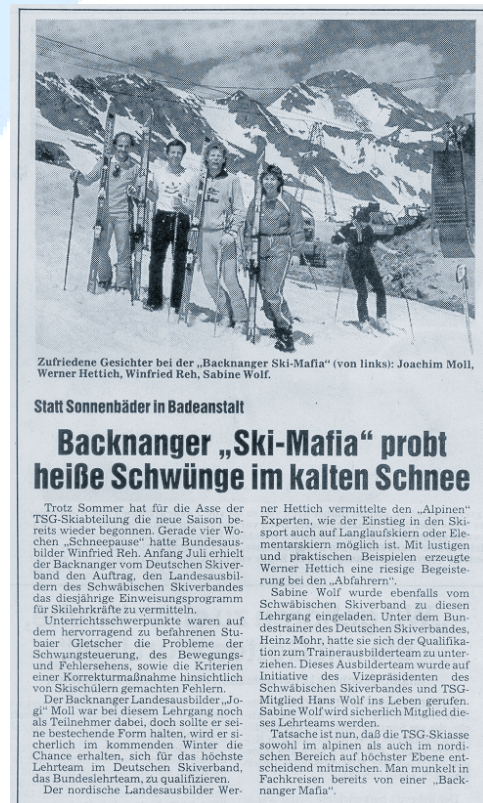 Zufriedene Gesichter bei der „Backnanger Ski-Mafia“ (von links): Joachim Moll,
Werner Hettich, Winfried Reh, Sabine Wolf.
Statt Sonnenbäder in Badeanstalt
Backnanger „Ski-Mafia“ probt
heiße Schwünge im kalten Schnee
Trotz Sommer hat für die Asse der
TSG-Skiabteilung die neue Saison be-
reits wieder begonnen. Gerade vier Wo-
chen „Schneepause“ hatte Bundesaus-
bilder Winfried Reh. Anfang Juli erhielt
der Backnanger vom Deutschen Skiver-
band den Auftrag, den Landesausbil-
dern des Schwäbischen Skiverbandes
das diesjährige Einweisungsprogramm
für Skilehrkräfte zu vermitteln.
Unterrichtsschwerpunkte waren auf
dem hervorragend zu befahrenen Stu-
baier Gletscher die Probleme der
Schwungsteuerung, des Bewegungs-
und Fehlersehens, sowie die Kriterien
einer Korrekturmaßnahme hinsichtlich
von Skischülern gemachten Fehlern.
Der Backnanger Landesausbilder „Jo-
gi“ Moll war bei diesem Lehrgang noch
als Teilnehmer dabei, doch sollte er sei-
ne bestechende Form halten, wird er si-
cherlich im kommenden Winter die
Chance erhalten, sich für das höchste
Lehrteam im Deutschen Skiverband,
das Bundeslehrteam, zu qualifizieren.
Der nordische Landesausbilder Wer-
ner Hettich vermittelte den „Alpinen“
Experten, wie der Einstieg in den Ski-
sport auch auf Langlaufskiern oder Ele-
mentarskiern möglich ist. Mit lustigen
und praktischen Beispielen erzeugte
Werner Hettich eine riesige Begeiste-
rung bei den „Abfahrern“.
Sabine Wolf wurde ebenfalls vom
Schwäbischen Skiverband zu diesen
Lehrgang eingeladen. Unter dem Bun-
destrainer des Deutschen Skiverbandes,
Heinz Mohr, hatte sie sich der Qualifika-
tion zum Trainerausbilderteam zu unter-
ziehen. Dieses Ausbilderteam wurde auf
Initiative des Vizepräsidenten des
Schwäbischen Skiverbandes und TSG-
Mitglied Hans Wolf ins Leben gerufen.
Sabine Wolf wird sicherlich Mitglied die-
ses Lehrteams werden.
Tatsache ist nun, daß die TSG-Skiasse
sowohl im alpinen als auch im nordi-
schen Bereich auf höchster Ebene ent-
scheidend mitmischen. Man munkelt in
Fachkreisen bereits von einer „Back-
nanger Mafia“.